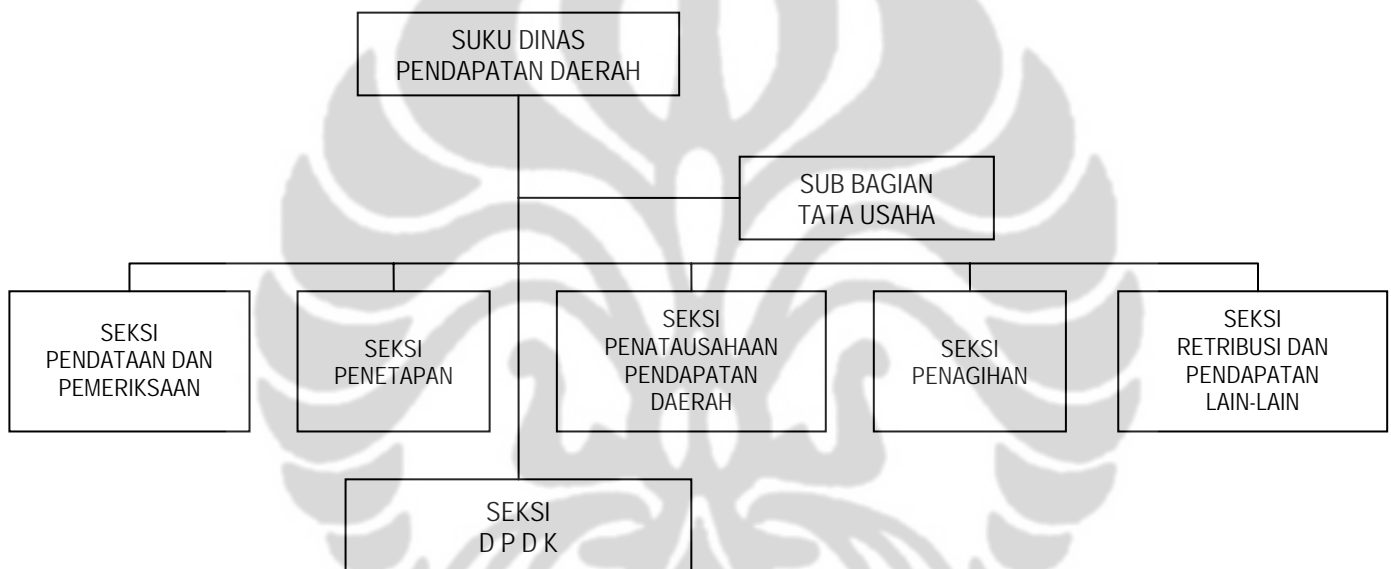 SUKU DINAS
PENDAPATAN DAERAH
SUB BAGIAN
TATA USAHA
SEKSI
PENDATAAN DAN
PEMERIKSAAN
SEKSI
PENETAPAN
SEKSI
PENATAUSAHAAN
PENDAPATAN
DAERAH
SEKSI
PENAGIHAN
SEKSI
RETRIBUSI DAN
PENDAPATAN
LAIN-LAIN
SEKSI
D P D K